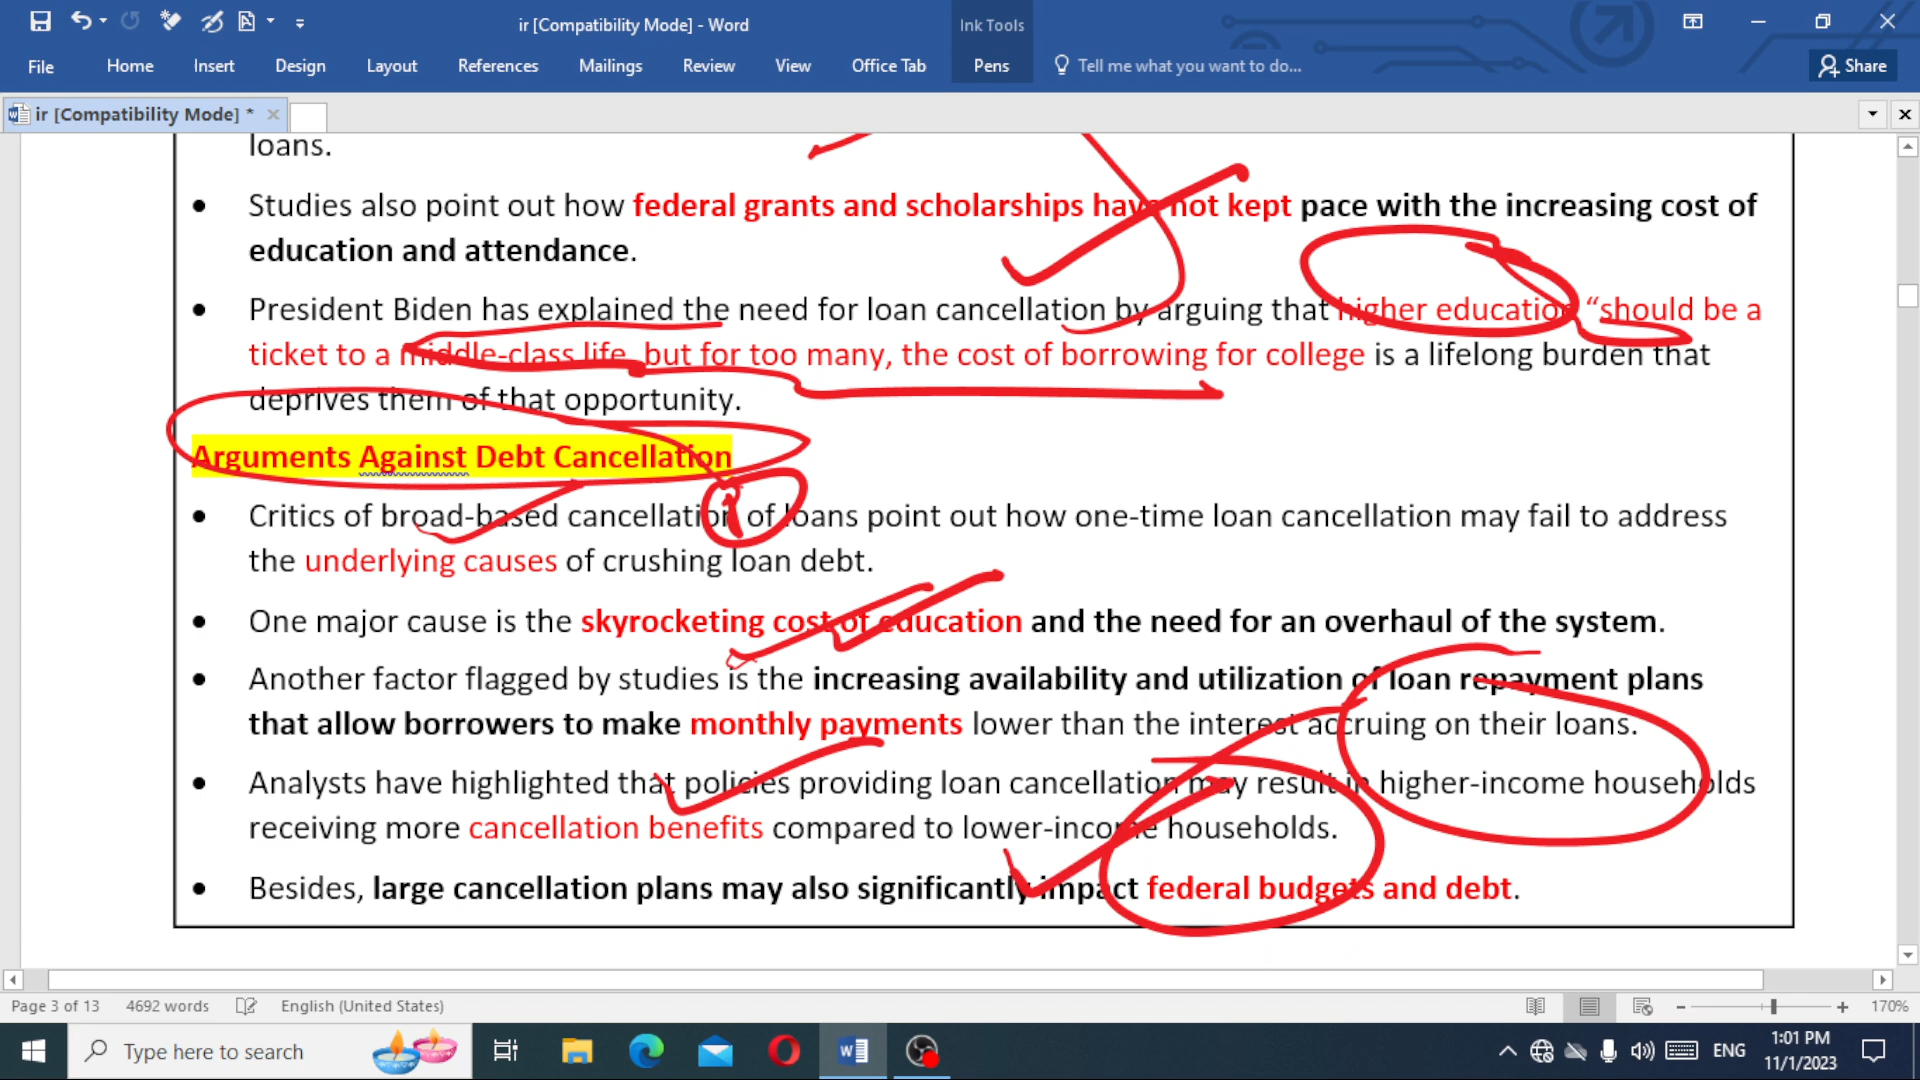 ir [Compatibility Mode] - Word
Ink Tools
File
Home
Insert
Design
Layout
References
Mailings
Review
View
Office Tab
Pens
Tell me what you want to do...
Share
ir [Compatibility Mode] *
loans.
• Studies also point out how federal grants and scholarships have not kept pace with the increasing cost of
education and attendance.
• President Biden has explained the need for loan cancellation by arguing that higher education “should be a
ticket to a middle-class life, but for too many, the cost of borrowing for college is a lifelong burden that
deprives them of that opportunity.
Arguments Against Debt Cancellation
• Critics of broad-based cancellation of loans point out how one-time loan cancellation may fail to address
the underlying causes of crushing loan debt.
• One major cause is the skyrocketing cost of education and the need for an overhaul of the system.
• Another factor flagged by studies is the increasing availability and utilization of loan repayment plans
that allow borrowers to make monthly payments lower than the interest accruing on their loans.
• Analysts have highlighted that policies providing loan cancellation may result in higher-income households
receiving more cancellation benefits compared to lower-income households.
• Besides, large cancellation plans may also significantly impact federal budgets and debt.
Page 3 of 13
4692 words
English (United States)
170%
Type here to search
ENG
1:01 PM
11/1/2023